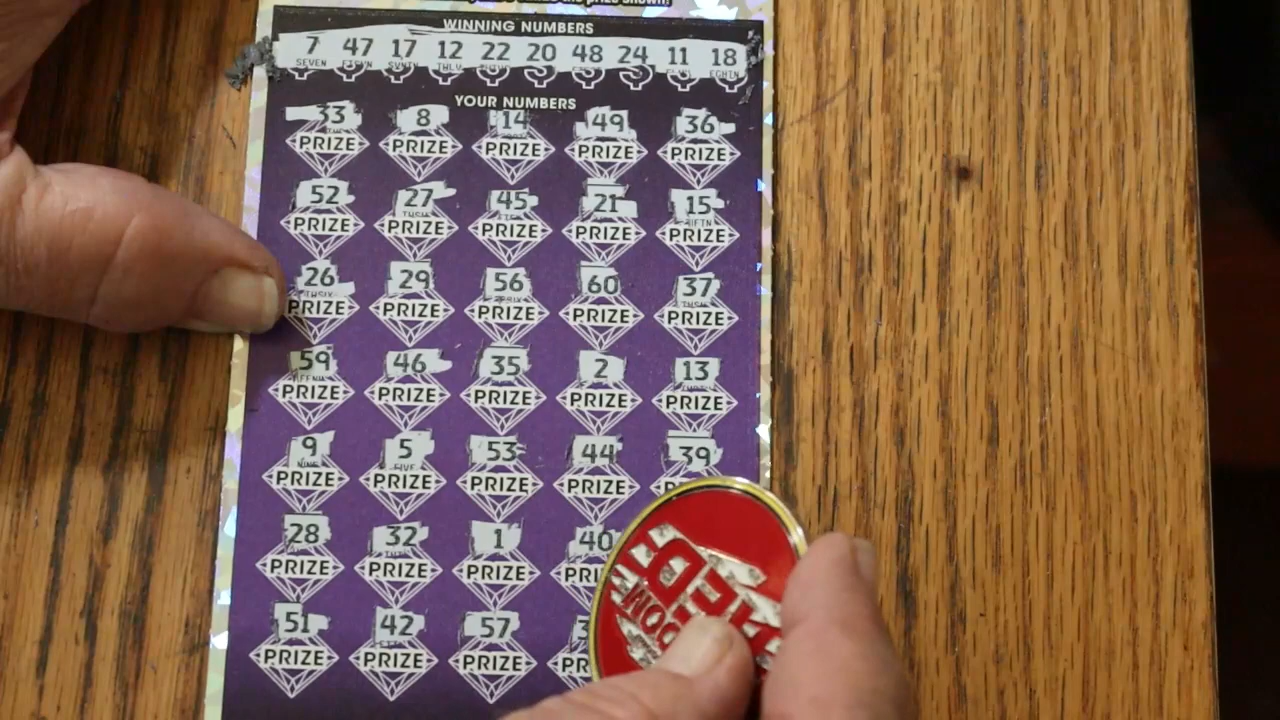 WINNING NUMBERS
7 47 17 12 22 20 48 24 11 18
SEVEN
YOUR NUMBERS
33 8 14 49 36
PRIZE PRIZE PRIZE PRIZE PRIZE
52 27 45 21 15
PRIZE PRIZE PRIZE PRIZE PRIZE
26 29 56 60 37
PRIZE PRIZE PRIZE PRIZE PRIZE
59 46 35 2 13
PRIZE PRIZE PRIZE PRIZE PRIZE
9 5 53 44 39
NINE FIVE
PRIZE PRIZE PRIZE PRIZE
28 32 1 40
PRIZE PRIZE PRIZE
51 42 57
PRIZE PRIZE PRIZE